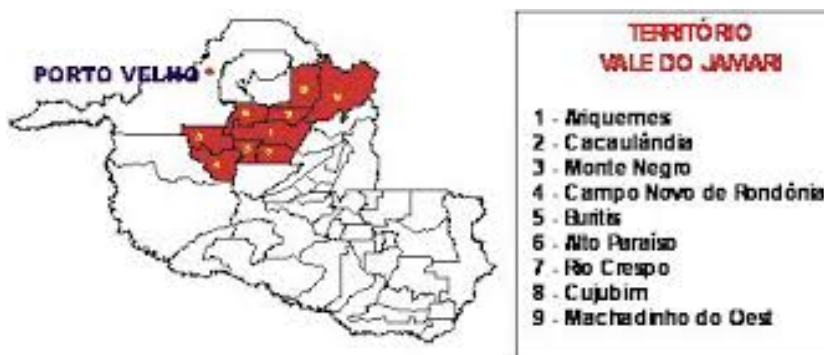 PORTO VELHO
TERRITÓRIO
VALE DO JAMARI
1 - Ariquemes
2 - Cacaulândia
3 - Monte Negro
4 - Campo Novo de Rondônia
5 - Buritis
6 - Alto Paraíso
7 - Rio Crespo
8 - Cujubim
9 - Machadinho do Oest